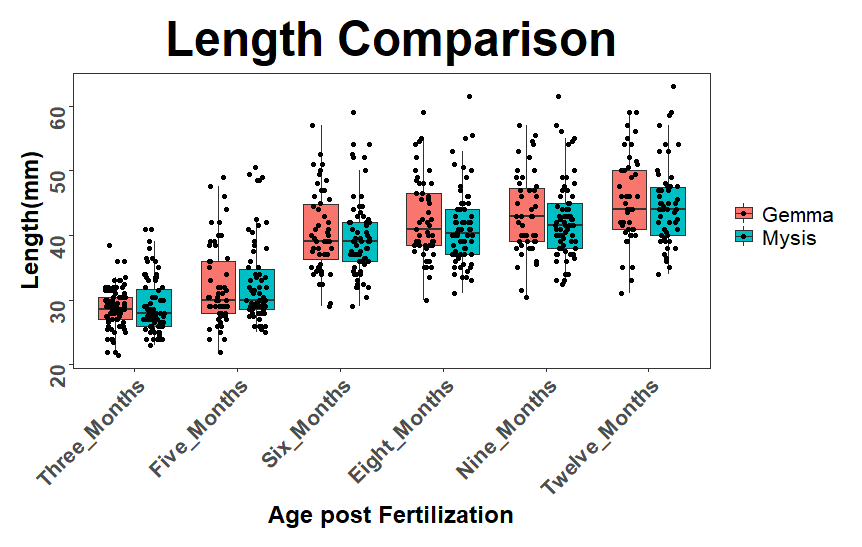 Length Comparison
Length(mm)
60
50
40
30
20
Three_Months
Five_Months
Six_Months
Eight_Months
Nine_Months
Twelve_Months
Age post Fertilization
Gemma
Mysis